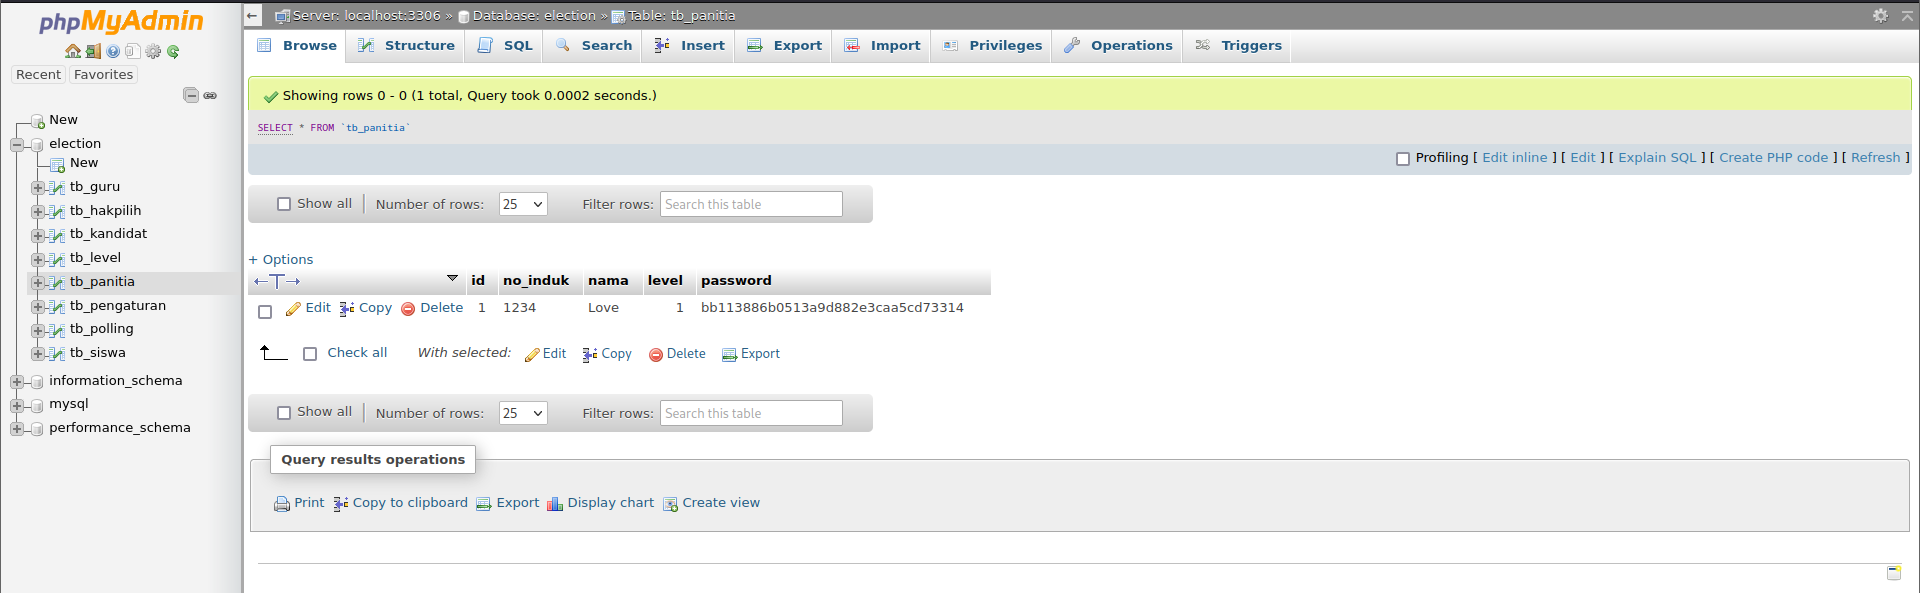 phpMyAdmin
Recent Favorites
New
election
New
tb_guru
tb_hakpilih
tb_kandidat
tb_level
tb_panitia
tb_pengaturan
tb_polling
tb_siswa
information_schema
mysql
performance_schema
Server: localhost:3306 » Database: election » Table: tb_panitia
Browse Structure SQL Search Insert Export Import Privileges Operations Triggers
Showing rows 0 - 0 (1 total, Query took 0.0002 seconds.)
SELECT * FROM `tb_panitia`
Profiling [ Edit inline ] [ Edit ] [ Explain SQL ] [ Create PHP code ] [ Refresh ]
Show all Number of rows: 25 Filter rows: Search this table
+ Options
id no_induk nama level password
Edit Copy Delete 1 1234 Love 1 bb113886b0513a9d882e3caa5cd73314
Check all With selected: Edit Copy Delete Export
Show all Number of rows: 25 Filter rows: Search this table
Query results operations
Print Copy to clipboard Export Display chart Create view